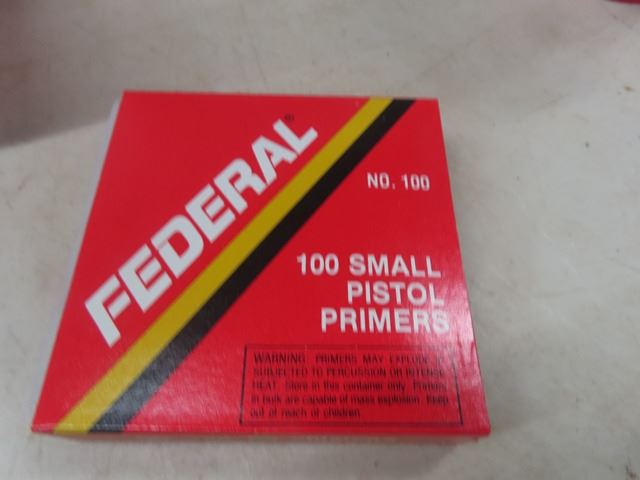 FEDERAL®
NO. 100
100 SMALL
PISTOL
PRIMERS
WARNING: PRIMERS MAY EXPLODE IF
SUBJECTED TO PERCUSSION OR INTENSE
HEAT. Store in this container only. Primers
in bulk are capable of mass explosion. Keep
out of reach of children.